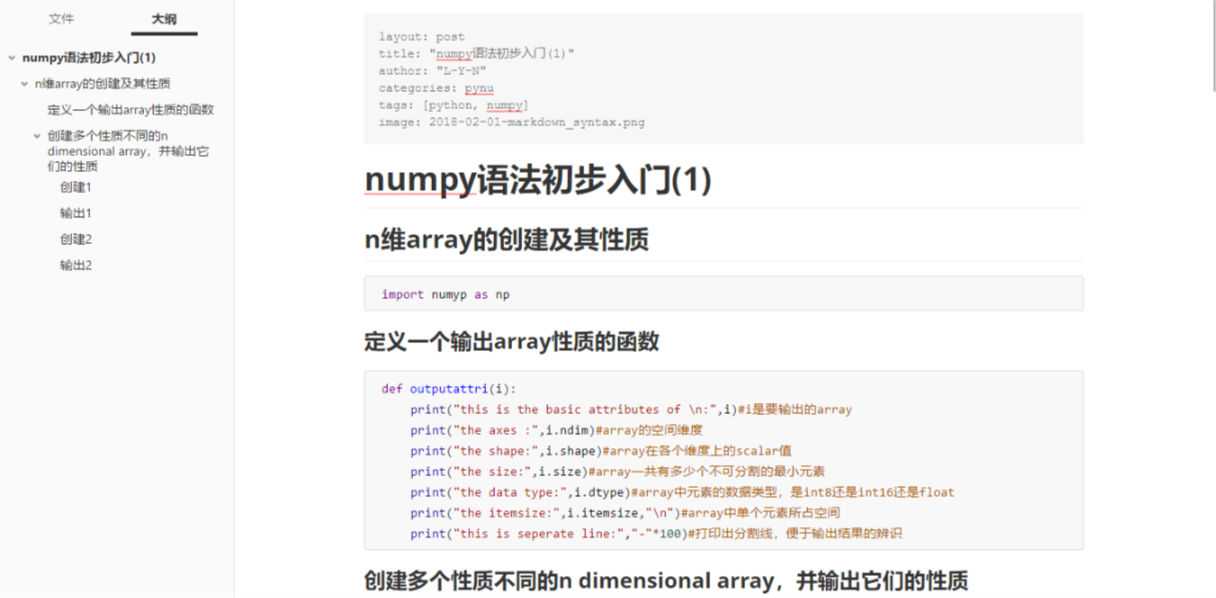 文件
大纲
numpy语法初步入门(1)
n维array的创建及其性质
定义一个输出array性质的函数
创建多个性质不同的n
dimensional array，并输出它
们的性质
创建1
输出1
创建2
输出2
layout: post
title: "numpy语法初步入门(1)"
author: "L-Y-N"
categories: pynu
tags: [python, numpy]
image: 2018-02-01-markdown_syntax.png
numpy语法初步入门(1)
n维array的创建及其性质
import numyp as np
定义一个输出array性质的函数
def outputattri(i):
print("this is the basic attributes of \n:",i)#i是要输出的array
print("the axes :",i.ndim)#array的空间维度
print("the shape:",i.shape)#array在各个维度上的scalar值
print("the size:",i.size)#array一共有多少个不可分割的最小元素
print("the data type:",i.dtype)#array中元素的数据类型，是int8还是int16还是float
print("the itemsize:",i.itemsize,"\n")#array中单个元素所占空间
print("this is seperate line:","-"*100)#打印出分割线，便于输出结果的辨识
创建多个性质不同的n dimensional array，并输出它们的性质